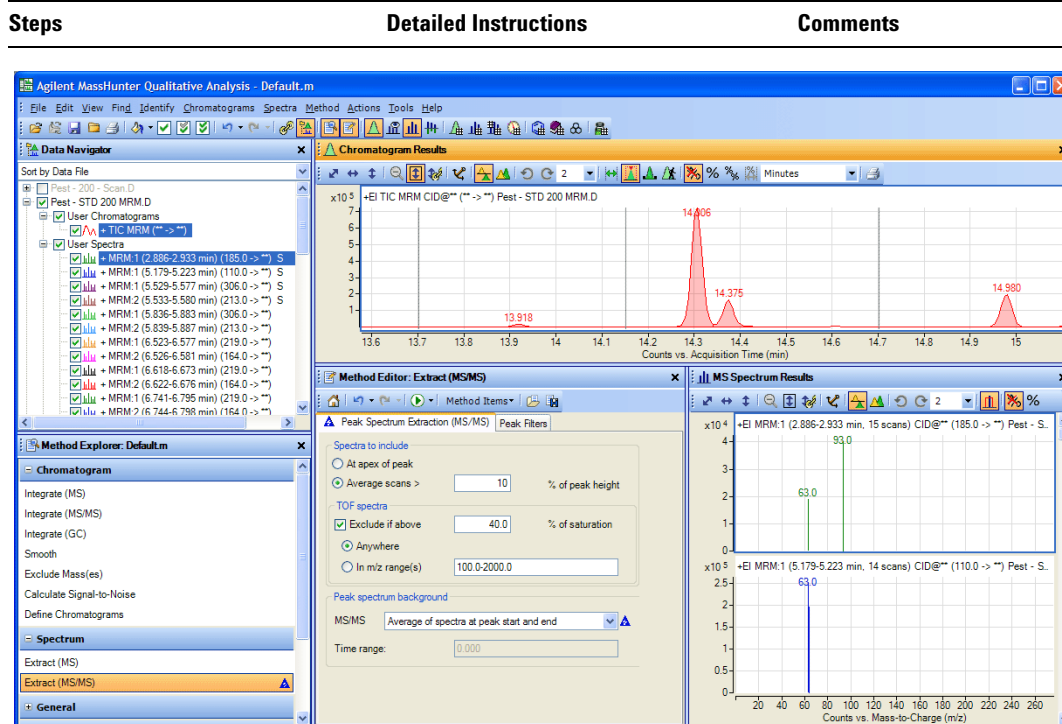 Steps Detailed Instructions Comments
Agilent MassHunter Qualitative Analysis - Default.m
File Edit View Find Identify Chromatograms Spectra Method Actions Tools Help
Data Navigator
Sort by Data File
Pest - 200 - Scan.D
Pest - STD 200 MRM.D
User Chromatograms
+ TIC MRM (** -> **)
User Spectra
+ MRM:1 (2.886-2.933 min) (185.0 -> **) S
+ MRM:1 (5.179-5.223 min) (110.0 -> **) S
+ MRM:1 (5.529-5.577 min) (306.0 -> **) S
+ MRM:2 (5.533-5.580 min) (213.0 -> **) S
+ MRM:1 (5.836-5.883 min) (306.0 -> **)
+ MRM:2 (5.839-5.887 min) (213.0 -> **)
+ MRM:1 (6.523-6.577 min) (219.0 -> **)
+ MRM:2 (6.526-6.581 min) (164.0 -> **)
+ MRM:1 (6.618-6.673 min) (219.0 -> **)
+ MRM:2 (6.622-6.676 min) (164.0 -> **)
+ MRM:1 (6.741-6.795 min) (219.0 -> **)
+ MRM:2 (6.744-6.798 min) (164.0 -> **)
Method Explorer: Default.m
Chromatogram
Integrate (MS)
Integrate (MS/MS)
Integrate (GC)
Smooth
Exclude Mass(es)
Calculate Signal-to-Noise
Define Chromatograms
Spectrum
Extract (MS)
Extract (MS/MS)
General
Chromatogram Results
2 % % Minutes
x10 5 +EI TIC MRM CID@** (** -> **) Pest - STD 200 MRM.D
7
6
5
4
3
2
1
13.918 14.306 14.375 14.980
13.6 13.7 13.8 13.9 14 14.1 14.2 14.3 14.4 14.5 14.6 14.7 14.8 14.9 15
Counts vs. Acquisition Time (min)
Method Editor: Extract (MS/MS)
Method Items
Peak Spectrum Extraction (MS/MS) Peak Filters
Spectra to include
At apex of peak
Average scans > 10 % of peak height
TOF spectra
Exclude if above 40.0 % of saturation
Anywhere
In m/z range(s) 100.0-2000.0
Peak spectrum background
MS/MS Average of spectra at peak start and end
Time range: 0.000
MS Spectrum Results
2 % %
x10 4 +EI MRM:1 (2.886-2.933 min, 15 scans) CID@** (185.0 -> **) Pest - S..
4
3
2
1
0
93.0
63.0
x10 5 +EI MRM:1 (5.179-5.223 min, 14 scans) CID@** (110.0 -> **) Pest - S..
2.5
2
1.5
1
0.5
0
63.0
20 40 60 80 100 120 140 160 180 200 220 240 260
Counts vs. Mass-to-Charge (m/z)